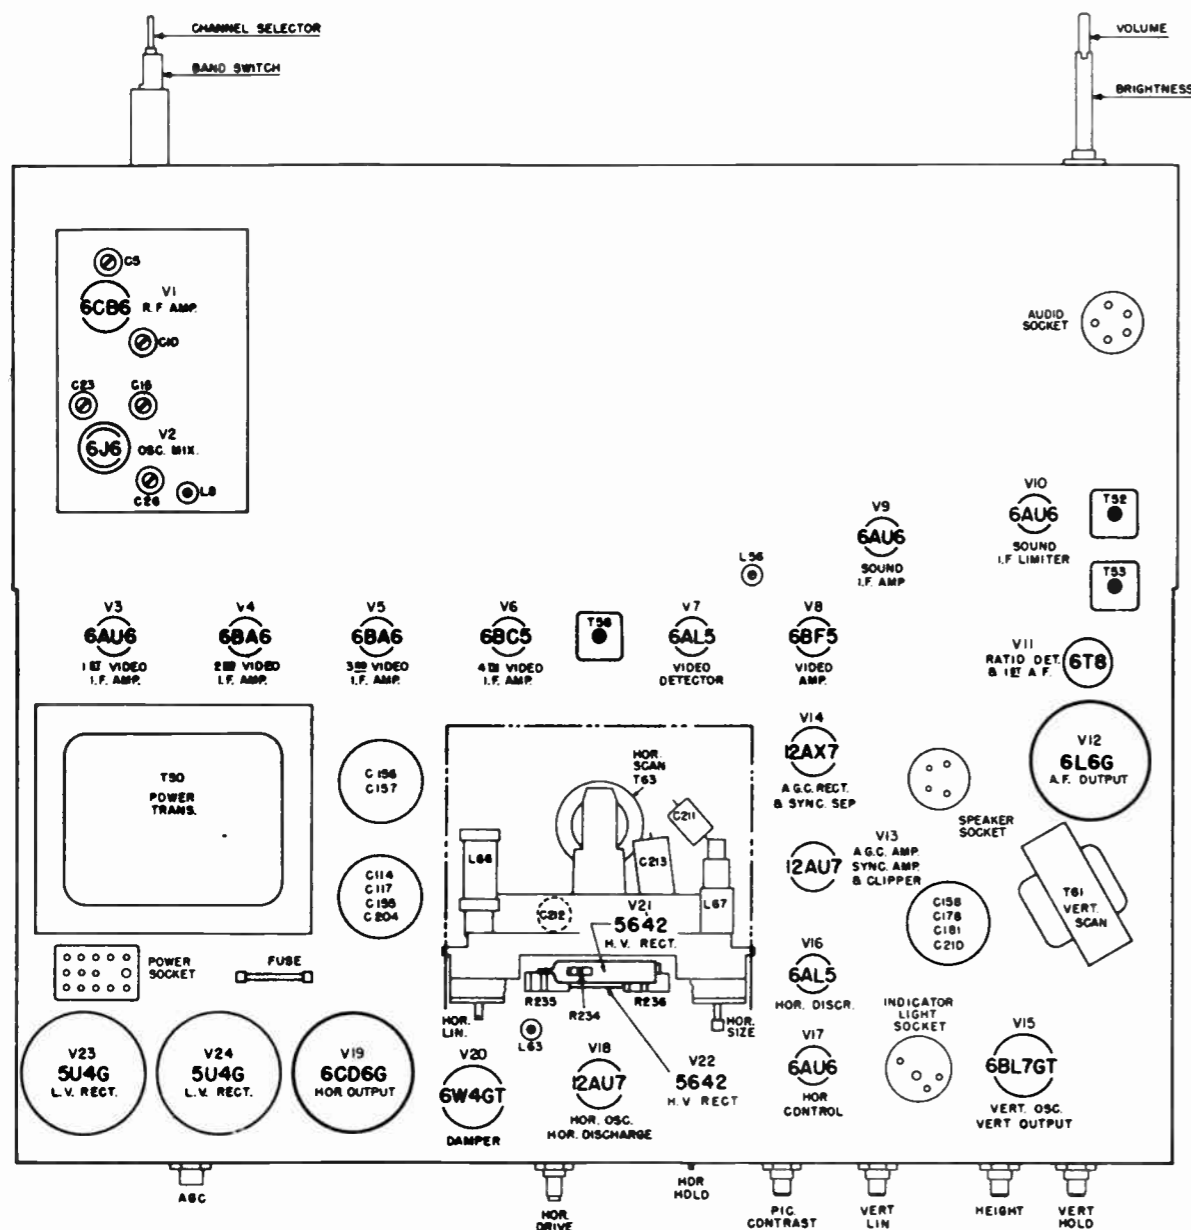 CHANNEL SELECTOR
BAND SWITCH
VOLUME
BRIGHTNESS
C5
V1
6CB6
R.F AMP.
C10
C23
C16
V2
6J6
OSC. MIX.
C26
L8
AUDIO
SOCKET
V10
6AU6
SOUND
I.F LIMITER
T52
T53
V9
6AU6
SOUND
I.F. AMP
L56
V3
6AU6
1ST VIDEO
I.F. AMP.
V4
6BA6
2ND VIDEO
I.F. AMP.
V5
6BA6
3RD VIDEO
I.F. AMP.
V6
6BC5
4TH VIDEO
I.F. AMP.
T56
V7
6AL5
VIDEO
DETECTOR
V8
6BF5
VIDEO
AMP.
V11
RATIO DET.
& 1ST A.F.
6T8
T50
POWER
TRANS.
C156
C157
C114
C117
C155
C204
HOR.
SCAN
T63
C211
C213
L66
L67
C212
V21
5642
H.V. RECT.
R235
R234
R236
HOR.
LIN.
HOR.
SIZE
L63
V14
12AX7
A.G.C. RECT.
& SYNC. SEP
SPEAKER
SOCKET
V12
6L6G
A.F. OUTPUT
V13
12AU7
A.G.C. AMP.
SYNC. AMP.
& CLIPPER
C158
C178
C181
C210
T61
VERT.
SCAN
POWER
SOCKET
FUSE
V16
6AL5
HOR. DISCR.
INDICATOR
LIGHT
SOCKET
V23
5U4G
L.V. RECT.
V24
5U4G
L.V. RECT.
V19
6CD6G
HOR OUTPUT
V20
6W4GT
DAMPER
V18
12AU7
HOR. OSC.
HOR. DISCHARGE
V22
5642
H.V. RECT
V17
6AU6
HOR
CONTROL
V15
6BL7GT
VERT. OSC.
VERT OUTPUT
AGC
HOR.
DRIVE
HOR
HOLD
PIC.
CONTRAST
VERT
LIN
HEIGHT
VERT
HOLD